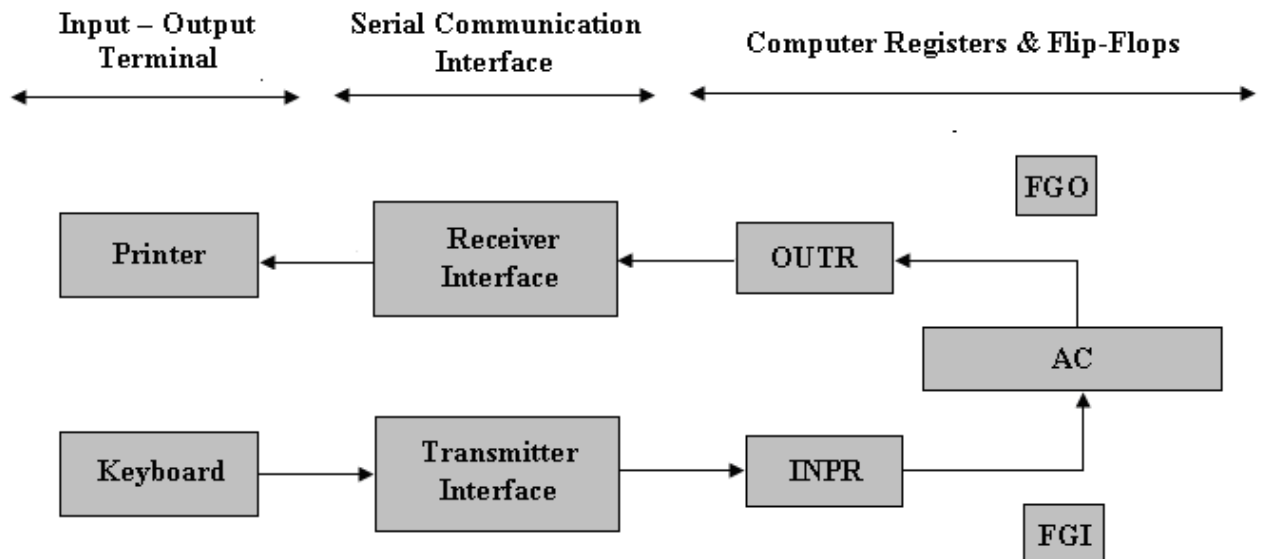 Input – Output
Terminal
Serial Communication
Interface
Computer Registers & Flip-Flops
FGO
Printer
Receiver
Interface
OUTR
AC
Keyboard
Transmitter
Interface
INPR
FGI